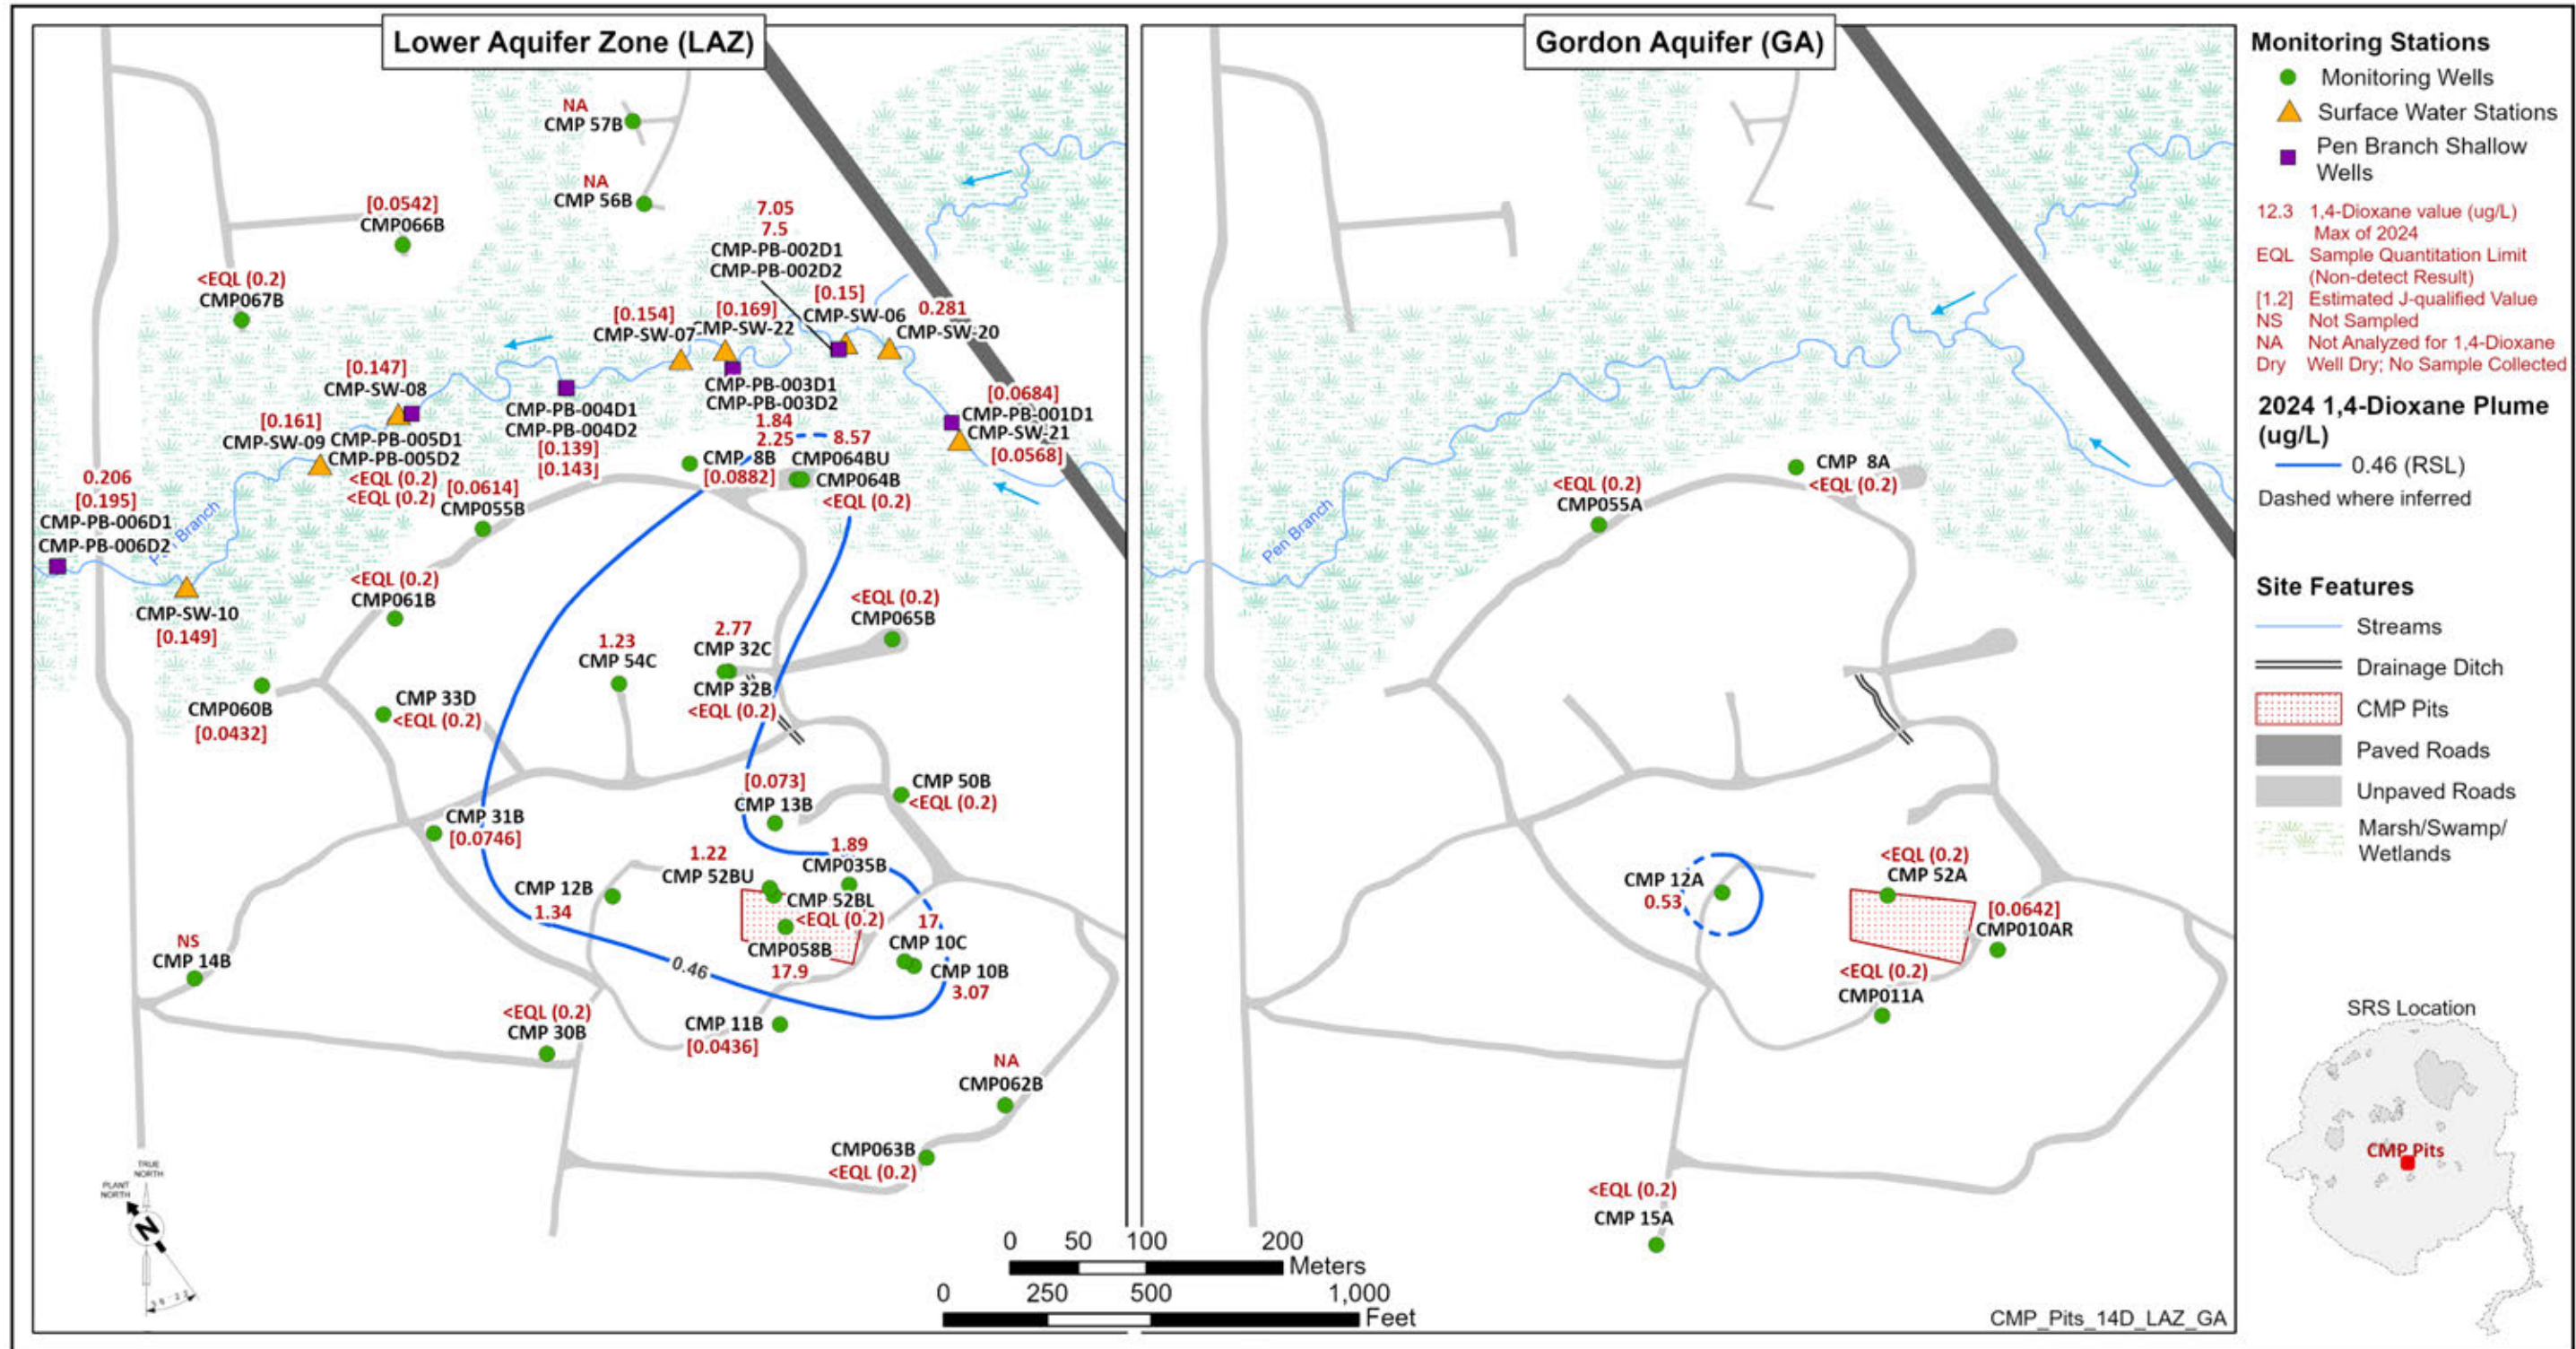 Lower Aquifer Zone (LAZ)
NA
CMP 57B
NA
CMP 56B
[0.0542]
CMP066B
<EQL (0.2)
CMP067B
7.05
7.5
CMP-PB-002D1
CMP-PB-002D2
[0.15]
CMP-SW-06
0.281
CMP-SW-20
[0.154]
CMP-SW-07
[0.169]
CMP-SW-22
[0.147]
CMP-SW-08
CMP-PB-003D1
CMP-PB-003D2
1.84
2.25
[0.0684]
CMP-PB-001D1
CMP-SW-21
[0.0568]
CMP-PB-004D1
CMP-PB-004D2
[0.139]
[0.143]
[0.161]
CMP-SW-09
CMP-PB-005D1
CMP-PB-005D2
<EQL (0.2)
<EQL (0.2)
8.57
CMP064BU
CMP064B
<EQL (0.2)
CMP 8B
[0.0882]
0.206
[0.195]
CMP-PB-006D1
CMP-PB-006D2
Pen Branch
[0.0614]
CMP055B
<EQL (0.2)
CMP061B
CMP-SW-10
[0.149]
<EQL (0.2)
CMP065B
1.23
CMP 54C
2.77
CMP 32C
CMP 32B
<EQL (0.2)
CMP060B
[0.0432]
CMP 33D
<EQL (0.2)
[0.073]
CMP 13B
CMP 50B
<EQL (0.2)
CMP 31B
[0.0746]
1.22
CMP 52BU
1.89
CMP035B
CMP 12B
1.34
CMP 52BL
<EQL (0.2)
CMP058B
17.9
17
CMP 10C
CMP 10B
3.07
0.46
NS
CMP 14B
<EQL (0.2)
CMP 30B
CMP 11B
[0.0436]
NA
CMP062B
CMP063B
<EQL (0.2)
TRUE
NORTH
PLANT
NORTH
N
0 50 100 200
Meters
0 250 500 1,000
Feet
Gordon Aquifer (GA)
Pen Branch
CMP 8A
<EQL (0.2)
<EQL (0.2)
CMP055A
CMP 12A
0.53
<EQL (0.2)
CMP 52A
[0.0642]
CMP010AR
<EQL (0.2)
CMP011A
<EQL (0.2)
CMP 15A
CMP_Pits_14D_LAZ_GA
Monitoring Stations
Monitoring Wells
Surface Water Stations
Pen Branch Shallow
Wells
12.3 1,4-Dioxane value (ug/L)
Max of 2024
EQL Sample Quantitation Limit
(Non-detect Result)
[1.2] Estimated J-qualified Value
NS Not Sampled
NA Not Analyzed for 1,4-Dioxane
Dry Well Dry; No Sample Collected
2024 1,4-Dioxane Plume
(ug/L)
0.46 (RSL)
Dashed where inferred
Site Features
Streams
Drainage Ditch
CMP Pits
Paved Roads
Unpaved Roads
Marsh/Swamp/
Wetlands
SRS Location
CMP Pits